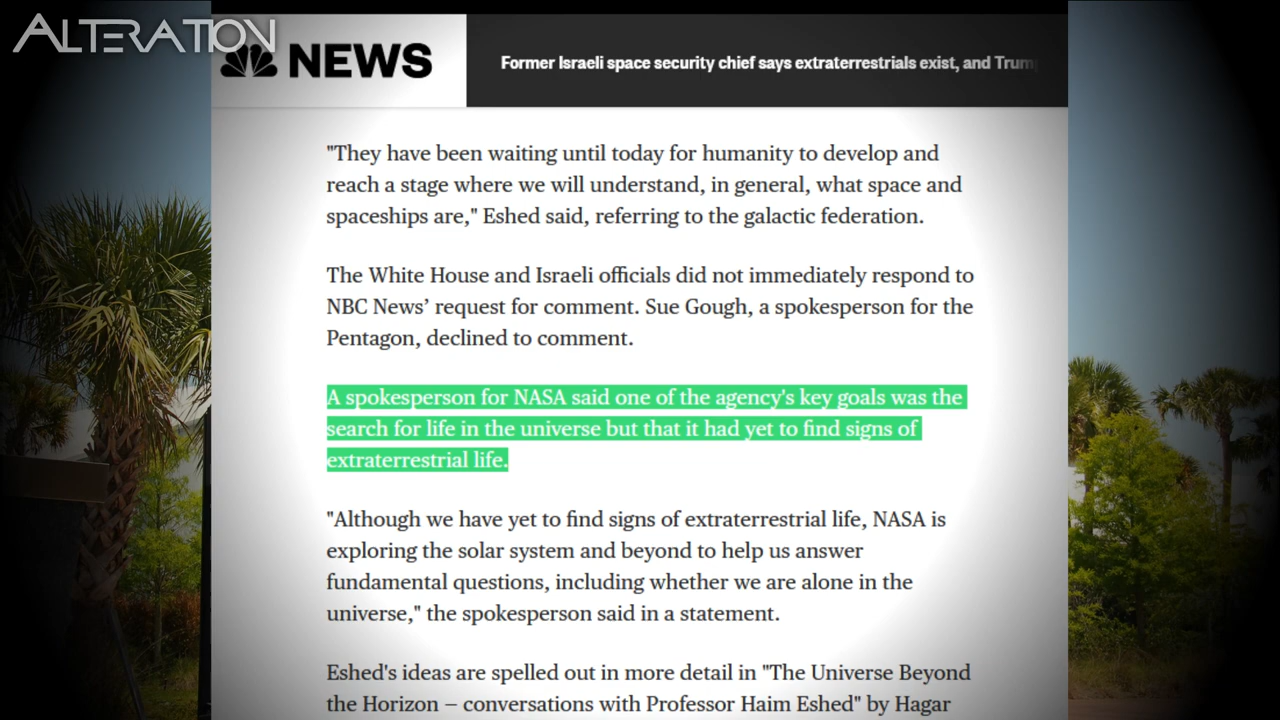 ALTERATION
NEWS
Former Israeli space security chief says extraterrestrials exist, and Trump
"They have been waiting until today for humanity to develop and
reach a stage where we will understand, in general, what space and
spaceships are," Eshed said, referring to the galactic federation.
The White House and Israeli officials did not immediately respond to
NBC News’ request for comment. Sue Gough, a spokesperson for the
Pentagon, declined to comment.
A spokesperson for NASA said one of the agency's key goals was the
search for life in the universe but that it had yet to find signs of
extraterrestrial life.
"Although we have yet to find signs of extraterrestrial life, NASA is
exploring the solar system and beyond to help us answer
fundamental questions, including whether we are alone in the
universe," the spokesperson said in a statement.
Eshed's ideas are spelled out in more detail in "The Universe Beyond
the Horizon — conversations with Professor Haim Eshed" by Hagar